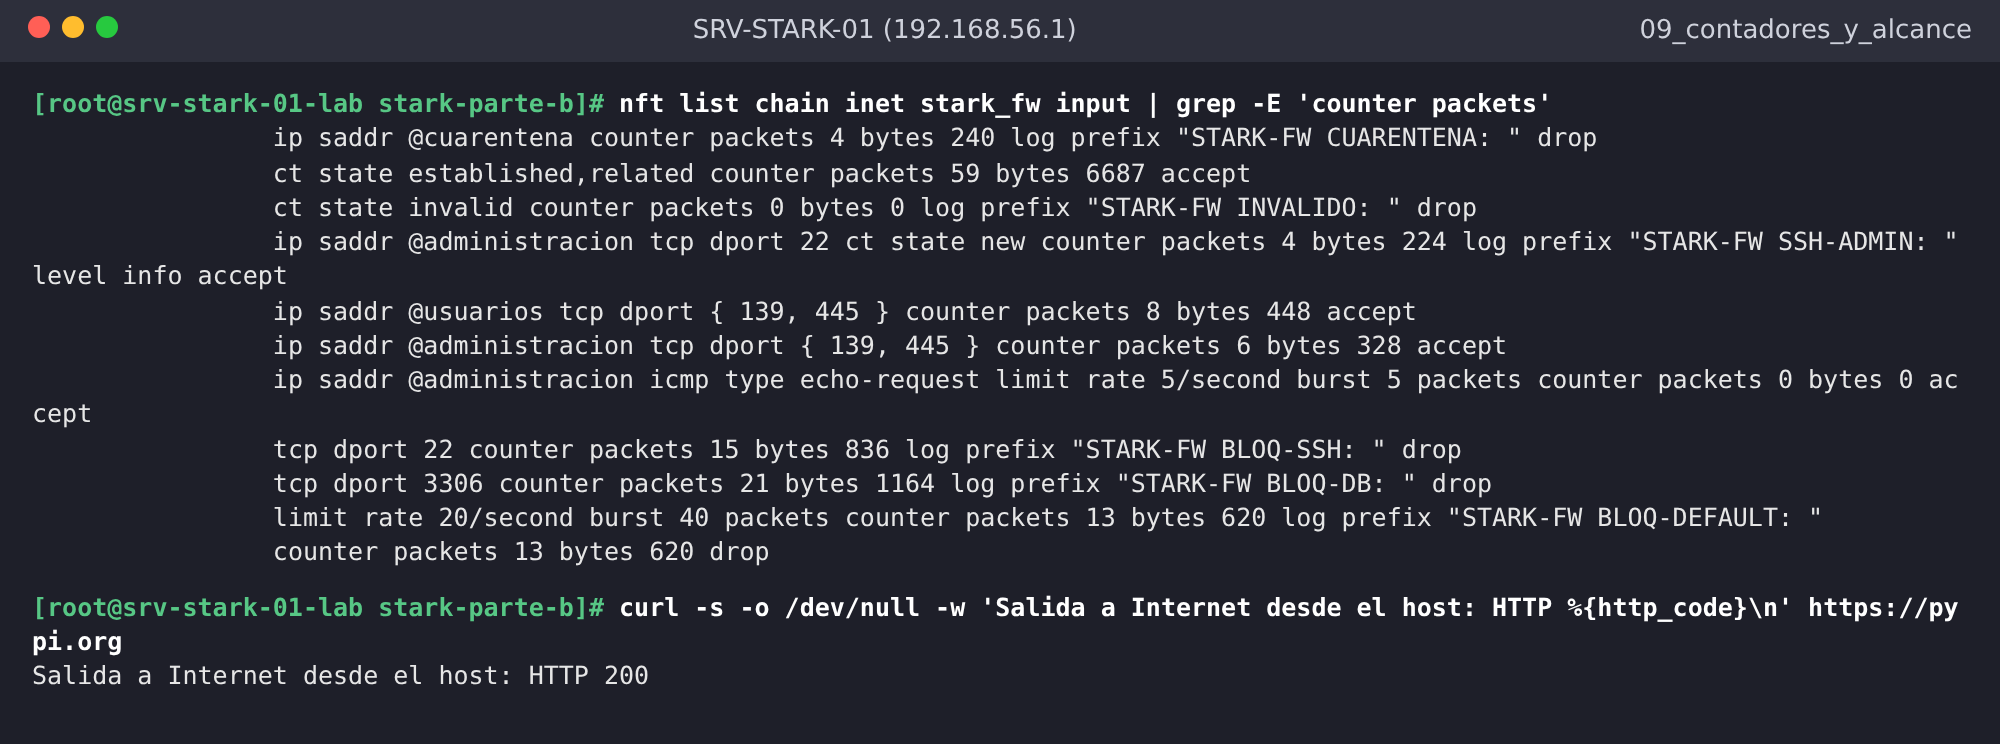 SRV-STARK-01 (192.168.56.1)
09_contadores_y_alcance
[root@srv-stark-01-lab stark-parte-b]# nft list chain inet stark_fw input | grep -E 'counter packets'
ip saddr @cuarentena counter packets 4 bytes 240 log prefix "STARK-FW CUARENTENA: " drop
ct state established,related counter packets 59 bytes 6687 accept
ct state invalid counter packets 0 bytes 0 log prefix "STARK-FW INVALIDO: " drop
ip saddr @administracion tcp dport 22 ct state new counter packets 4 bytes 224 log prefix "STARK-FW SSH-ADMIN: "
level info accept
ip saddr @usuarios tcp dport { 139, 445 } counter packets 8 bytes 448 accept
ip saddr @administracion tcp dport { 139, 445 } counter packets 6 bytes 328 accept
ip saddr @administracion icmp type echo-request limit rate 5/second burst 5 packets counter packets 0 bytes 0 ac
cept
tcp dport 22 counter packets 15 bytes 836 log prefix "STARK-FW BLOQ-SSH: " drop
tcp dport 3306 counter packets 21 bytes 1164 log prefix "STARK-FW BLOQ-DB: " drop
limit rate 20/second burst 40 packets counter packets 13 bytes 620 log prefix "STARK-FW BLOQ-DEFAULT: "
counter packets 13 bytes 620 drop
[root@srv-stark-01-lab stark-parte-b]# curl -s -o /dev/null -w 'Salida a Internet desde el host: HTTP %{http_code}\n' https://py
pi.org
Salida a Internet desde el host: HTTP 200